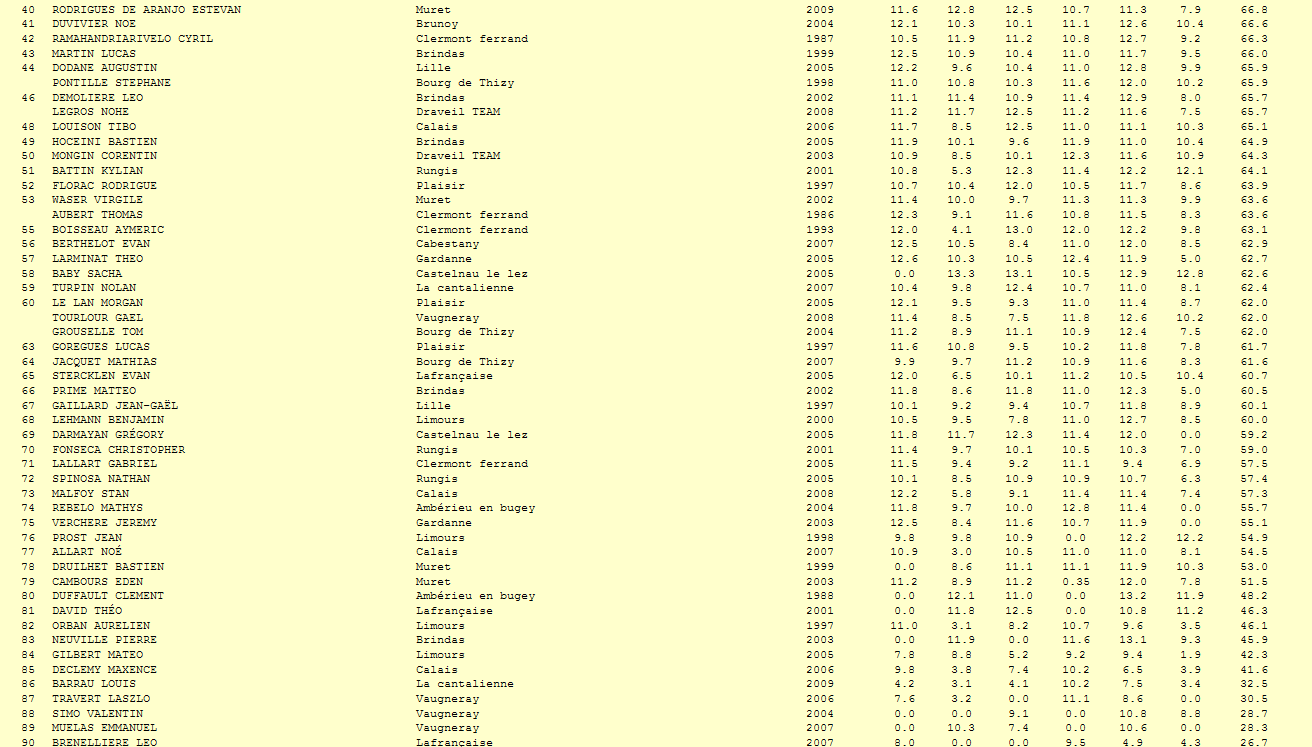 40 RODRIGUES DE ARANJO ESTEVAN Muret 2009 11.6 12.8 12.5 10.7 11.3 7.9 66.8
41 DUVIVIER NOE Brunoy 2004 12.1 10.3 10.1 11.1 12.6 10.4 66.6
42 RAMAHANDRIARIVELO CYRIL Clermont ferrand 1987 10.5 11.9 11.2 10.8 12.7 9.2 66.3
43 MARTIN LUCAS Brindas 1999 12.5 10.9 10.4 11.0 11.7 9.5 66.0
44 DODANE AUGUSTIN Lille 2005 12.2 9.6 10.4 11.0 12.8 9.9 65.9
PONTILLE STEPHANE Bourg de Thizy 1998 11.0 10.8 10.3 11.6 12.0 10.2 65.9
46 DEMOLIERE LEO Brindas 2002 11.1 11.4 10.9 11.4 12.9 8.0 65.7
LEGROS NOHE Draveil TEAM 2008 11.2 11.7 12.5 11.2 11.6 7.5 65.7
48 LOUISON TIBO Calais 2006 11.7 8.5 12.5 11.0 11.1 10.3 65.1
49 HOCEINI BASTIEN Brindas 2005 11.9 10.1 9.6 11.9 11.0 10.4 64.9
50 MONGIN CORENTIN Draveil TEAM 2003 10.9 8.5 10.1 12.3 11.6 10.9 64.3
51 BATTIN KYLIAN Rungis 2001 10.8 5.3 12.3 11.4 12.2 12.1 64.1
52 FLORAC RODRIGUE Plaisir 1997 10.7 10.4 12.0 10.5 11.7 8.6 63.9
53 WASER VIRGILE Muret 2002 11.4 10.0 9.7 11.3 11.3 9.9 63.6
AUBERT THOMAS Clermont ferrand 1986 12.3 9.1 11.6 10.8 11.5 8.3 63.6
55 BOISSEAU AYMERIC Clermont ferrand 1993 12.0 4.1 13.0 12.0 12.2 9.8 63.1
56 BERTHELOT EVAN Cabestany 2007 12.5 10.5 8.4 11.0 12.0 8.5 62.9
57 LARMINAT THEO Gardanne 2005 12.6 10.3 10.5 12.4 11.9 5.0 62.7
58 BABY SACHA Castelnau le lez 2005 0.0 13.3 13.1 10.5 12.9 12.8 62.6
59 TURPIN NOLAN La cantalienne 2007 10.4 9.8 12.4 10.7 11.0 8.1 62.4
60 LE LAN MORGAN Plaisir 2005 12.1 9.5 9.3 11.0 11.4 8.7 62.0
TOURLOUR GAEL Vaugneray 2008 11.4 8.5 7.5 11.8 12.6 10.2 62.0
GROUSELLE TOM Bourg de Thizy 2004 11.2 8.9 11.1 10.9 12.4 7.5 62.0
63 GOREGUES LUCAS Plaisir 1997 11.6 10.8 9.5 10.2 11.8 7.8 61.7
64 JACQUET MATHIAS Bourg de Thizy 2007 9.9 9.7 11.2 10.9 11.6 8.3 61.6
65 STERCKLEN EVAN Lafrançaise 2005 12.0 6.5 10.1 11.2 10.5 10.4 60.7
66 PRIME MATTEO Brindas 2002 11.8 8.6 11.8 11.0 12.3 5.0 60.5
67 GAILLARD JEAN-GAËL Lille 1997 10.1 9.2 9.4 10.7 11.8 8.9 60.1
68 LEHMANN BENJAMIN Limours 2000 10.5 9.5 7.8 11.0 12.7 8.5 60.0
69 DARMAYAN GRÉGORY Castelnau le lez 2005 11.8 11.7 12.3 11.4 12.0 0.0 59.2
70 FONSECA CHRISTOPHER Rungis 2001 11.4 9.7 10.1 10.5 10.3 7.0 59.0
71 LALLART GABRIEL Clermont ferrand 2005 11.5 9.4 9.2 11.1 9.4 6.9 57.5
72 SPINOSA NATHAN Rungis 2005 10.1 8.5 10.9 10.9 10.7 6.3 57.4
73 MALFOY STAN Calais 2008 12.2 5.8 9.1 11.4 11.4 7.4 57.3
74 REBELO MATHYS Ambérieu en bugey 2004 11.8 9.7 10.0 12.8 11.4 0.0 55.7
75 VERCHERE JEREMY Gardanne 2003 12.5 8.4 11.6 10.7 11.9 0.0 55.1
76 PROST JEAN Limours 1998 9.8 9.8 10.9 0.0 12.2 12.2 54.9
77 ALLART NOÉ Calais 2007 10.9 3.0 10.5 11.0 11.0 8.1 54.5
78 DRUILHET BASTIEN Muret 1999 0.0 8.6 11.1 11.1 11.9 10.3 53.0
79 CAMBOURS EDEN Muret 2003 11.2 8.9 11.2 0.35 12.0 7.8 51.5
80 DUFFAULT CLEMENT Ambérieu en bugey 1988 0.0 12.1 11.0 0.0 13.2 11.9 48.2
81 DAVID THÉO Lafrançaise 2001 0.0 11.8 12.5 0.0 10.8 11.2 46.3
82 ORBAN AURELIEN Limours 1997 11.0 3.1 8.2 10.7 9.6 3.5 46.1
83 NEUVILLE PIERRE Brindas 2003 0.0 11.9 0.0 11.6 13.1 9.3 45.9
84 GILBERT MATEO Limours 2005 7.8 8.8 5.2 9.2 9.4 1.9 42.3
85 DECLEMY MAXENCE Calais 2006 9.8 3.8 7.4 10.2 6.5 3.9 41.6
86 BARRAU LOUIS La cantalienne 2009 4.2 3.1 4.1 10.2 7.5 3.4 32.5
87 TRAVERT LASZLO Vaugneray 2006 7.6 3.2 0.0 11.1 8.6 0.0 30.5
88 SIMO VALENTIN Vaugneray 2004 0.0 0.0 9.1 0.0 10.8 8.8 28.7
89 MUELAS EMMANUEL Vaugneray 2007 0.0 10.3 7.4 0.0 10.6 0.0 28.3
90 BRENELLIERE LEO Lafrançaise 2007 8.0 0.0 0.0 9.5 4.9 4.3 26.7